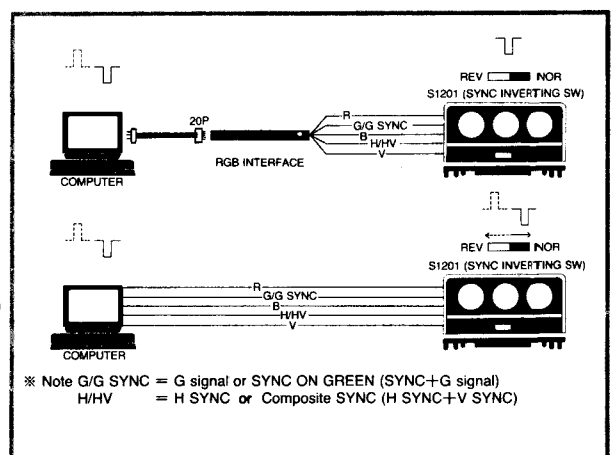 REV NOR
S1201 (SYNC INVERTING SW)
20P
R
G/G SYNC
B
H/HV
V
RGB INTERFACE
COMPUTER
REV NOR
S1201 (SYNC INVERTING SW)
R
G/G SYNC
B
H/HV
V
COMPUTER
※ Note G/G SYNC = G signal or SYNC ON GREEN (SYNC+G signal)
H/HV = H SYNC or Composite SYNC (H SYNC+V SYNC)